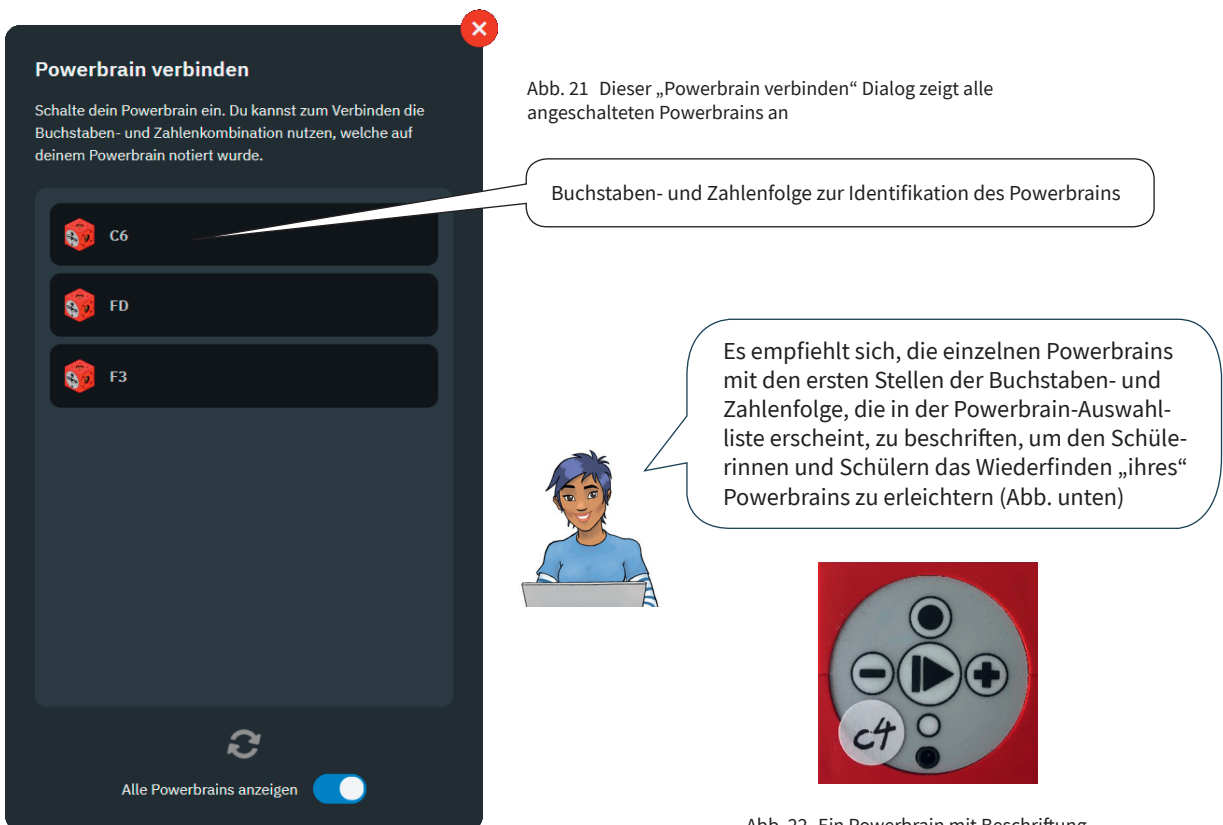 Powerbrain verbinden
Schalte dein Powerbrain ein. Du kannst zum Verbinden die
Buchstaben- und Zahlenkombination nutzen, welche auf
deinem Powerbrain notiert wurde.
C6
FD
F3
Alle Powerbrains anzeigen
Abb. 21 Dieser „Powerbrain verbinden“ Dialog zeigt alle
angeschalteten Powerbrains an
Buchstaben- und Zahlenfolge zur Identifikation des Powerbrains
Es empfiehlt sich, die einzelnen Powerbrains
mit den ersten Stellen der Buchstaben- und
Zahlenfolge, die in der Powerbrain-Auswahl-
liste erscheint, zu beschriften, um den Schüle-
rinnen und Schülern das Wiederfinden „ihres“
Powerbrains zu erleichtern (Abb. unten)
c4
Abb. 22 Ein Powerbrain mit Beschriftung